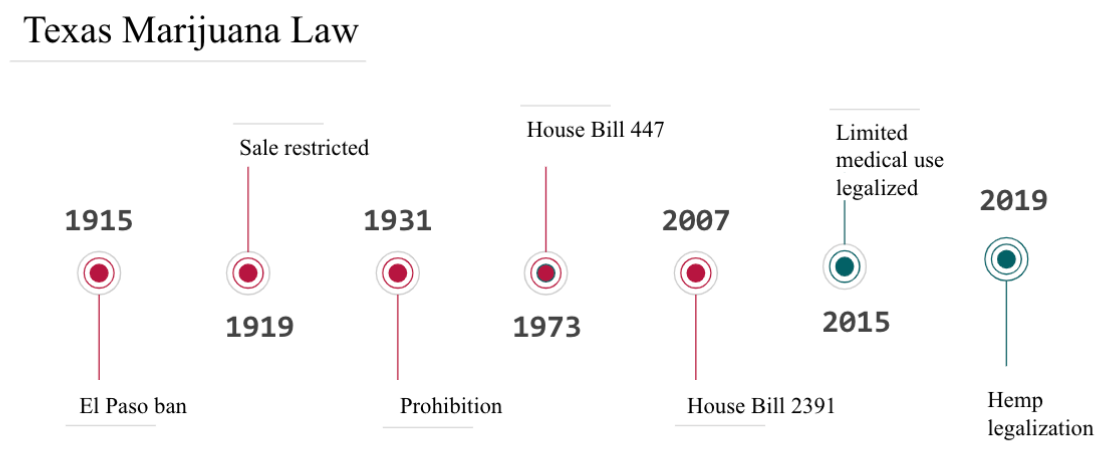 Texas Marijuana Law
1915
El Paso ban
Sale restricted
1919
1931
Prohibition
House Bill 447
1973
2007
House Bill 2391
Limited
medical use
legalized
2015
2019
Hemp
legalization